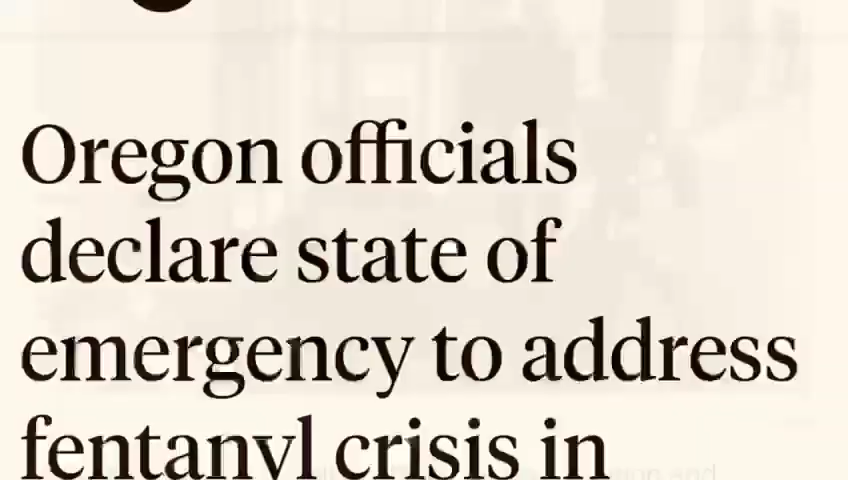 Oregon officials
declare state of
emergency to address
fentanyl crisis in